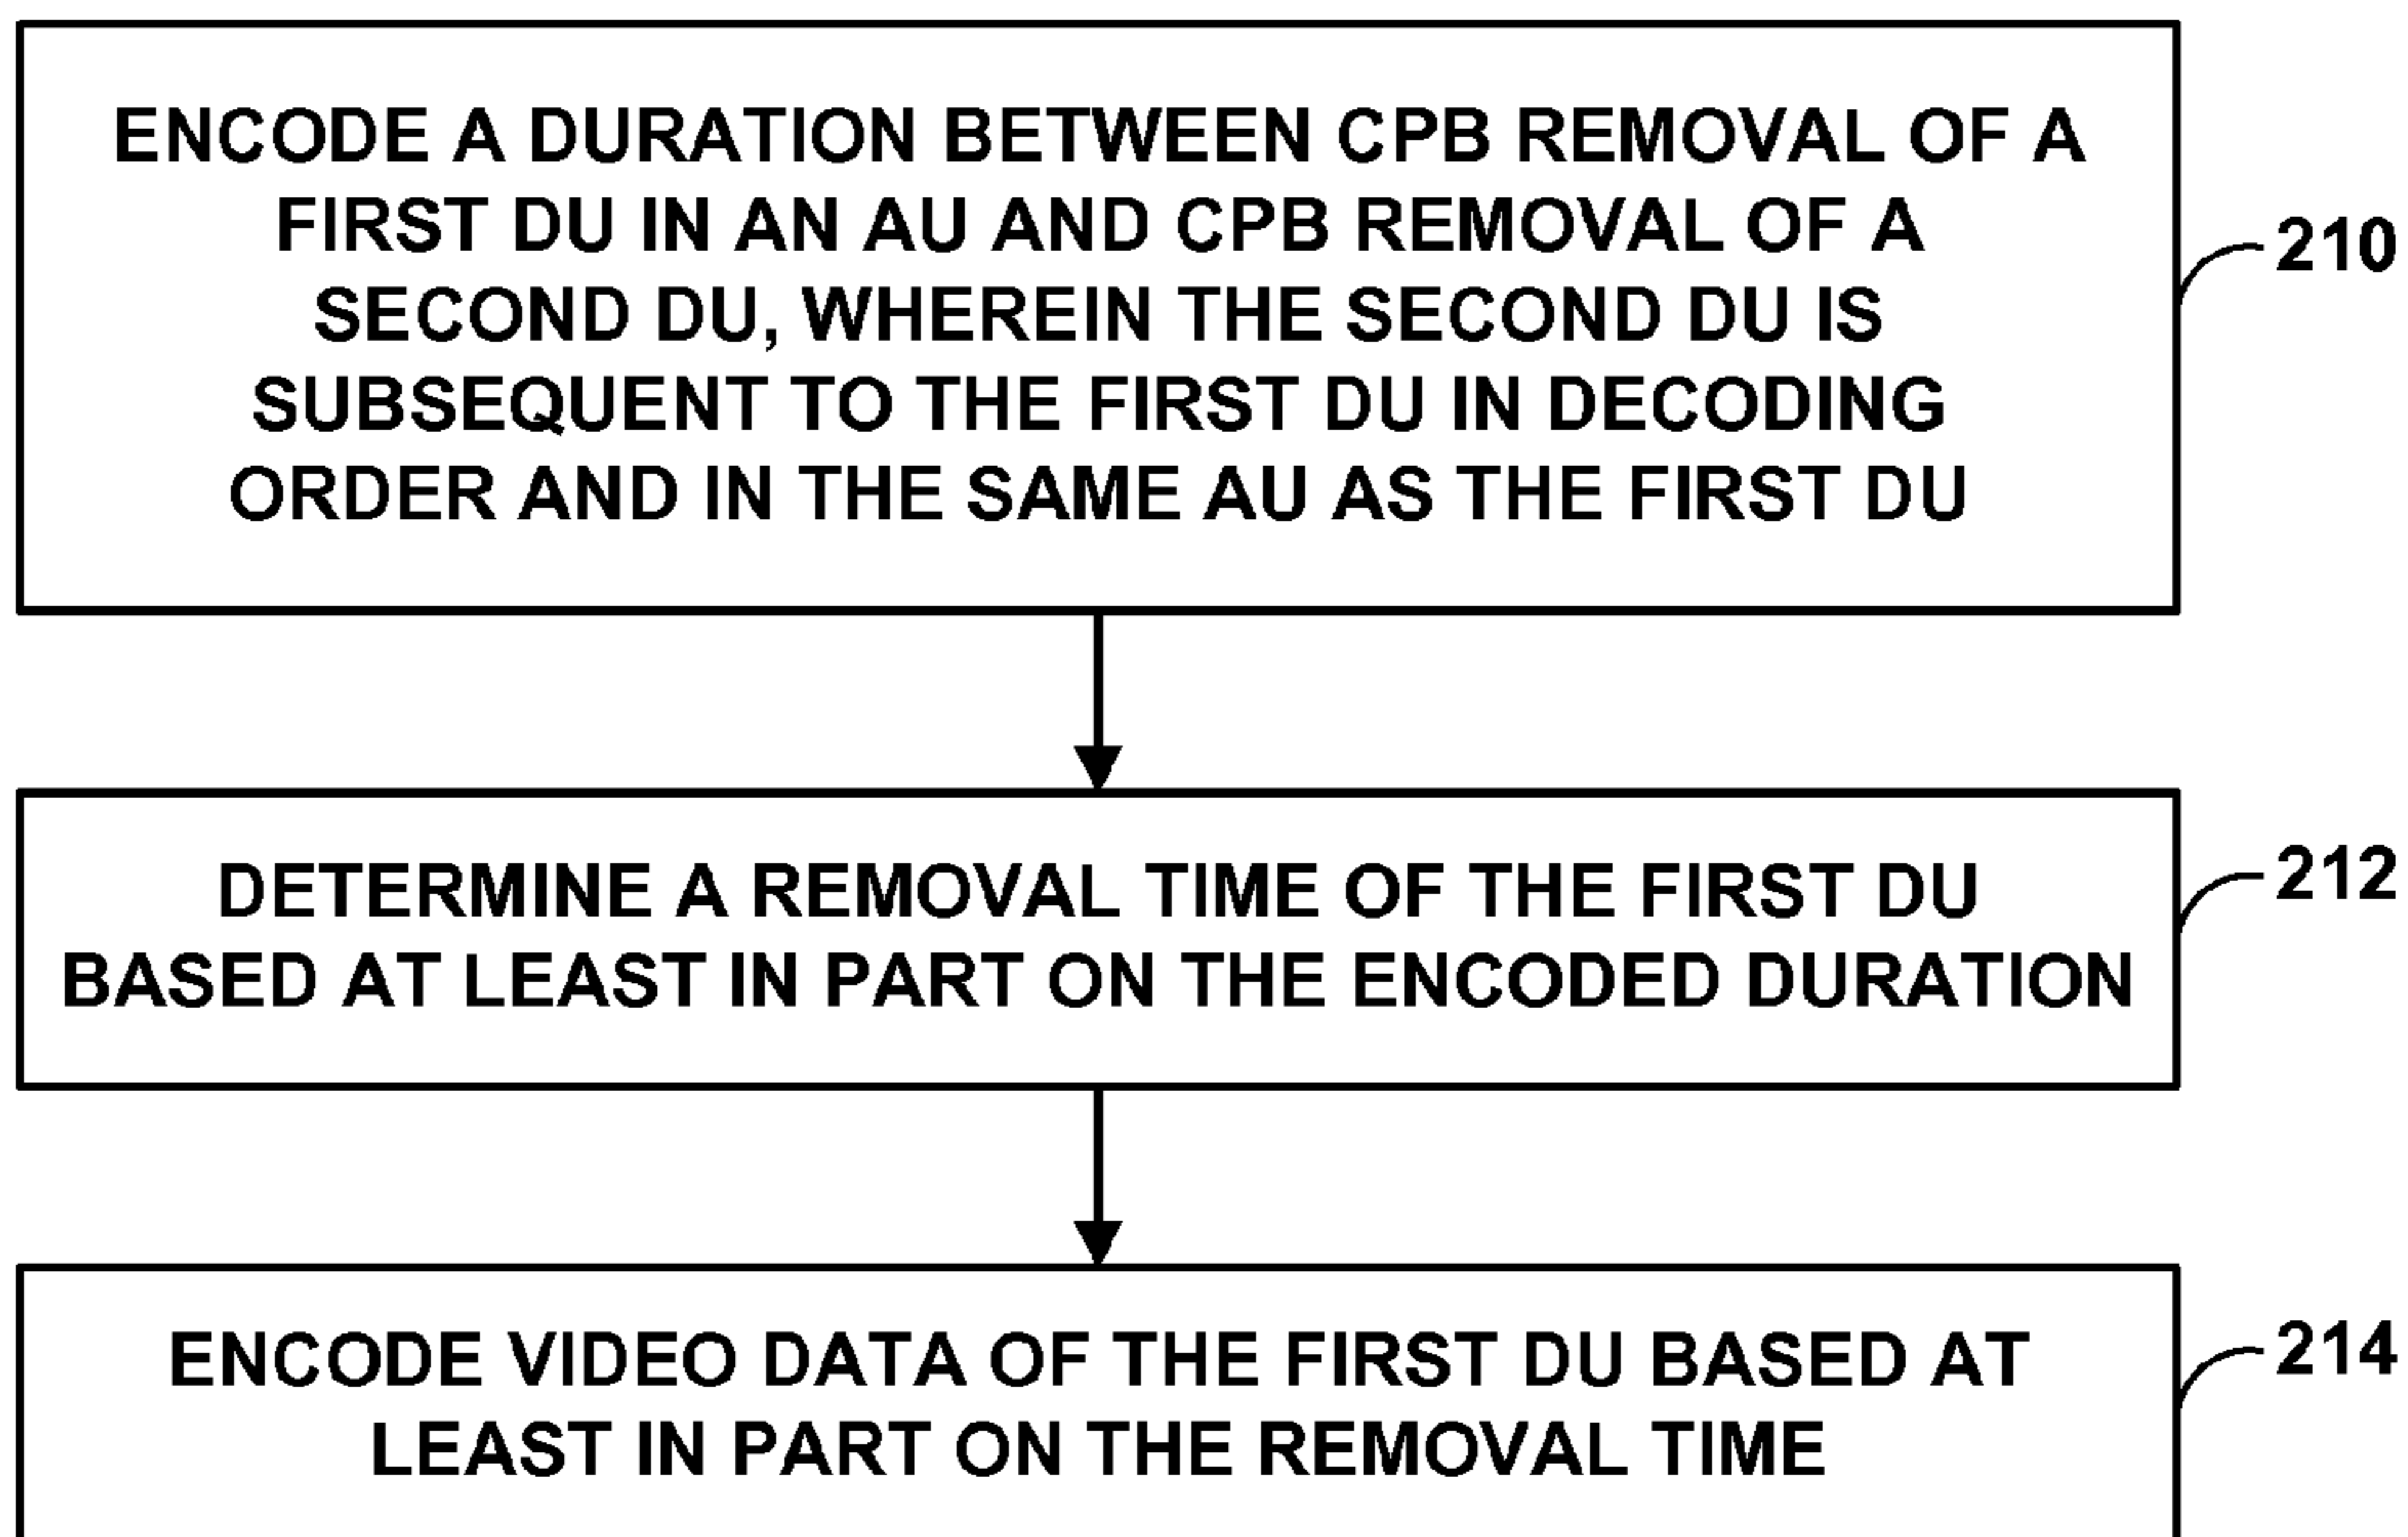 ENCODE A DURATION BETWEEN CPB REMOVAL OF A
FIRST DU IN AN AU AND CPB REMOVAL OF A
SECOND DU, WHEREIN THE SECOND DU IS
SUBSEQUENT TO THE FIRST DU IN DECODING
ORDER AND IN THE SAME AU AS THE FIRST DU
210
DETERMINE A REMOVAL TIME OF THE FIRST DU
BASED AT LEAST IN PART ON THE ENCODED DURATION
212
ENCODE VIDEO DATA OF THE FIRST DU BASED AT
LEAST IN PART ON THE REMOVAL TIME
214